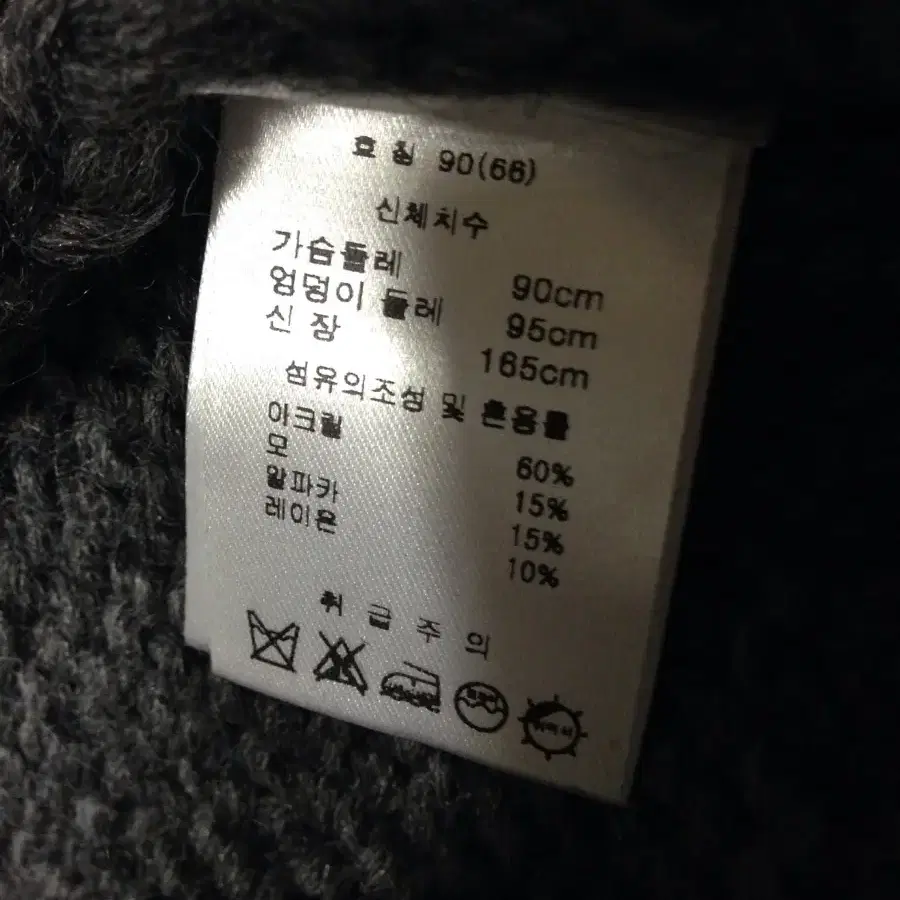 호칭 90(66)
신체치수
가슴둘레 90cm
엉덩이 둘레 95cm
신 장 165cm
섬유의조성 및 혼용률
아크릴 60%
모 15%
알파카 15%
레이온 10%
취 급 주 의